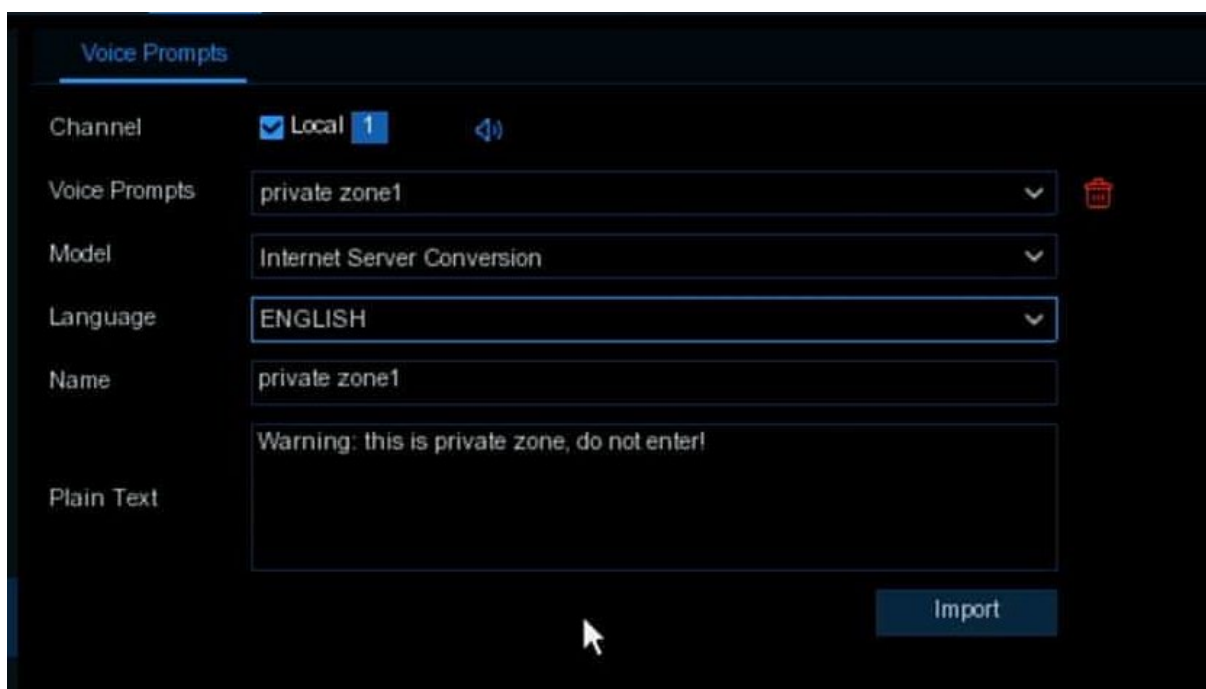 Voice Prompts
Channel Local 1
Voice Prompts private zone1
Model Internet Server Conversion
Language ENGLISH
Name private zone1
Plain Text Warning: this is private zone, do not enter!
Import